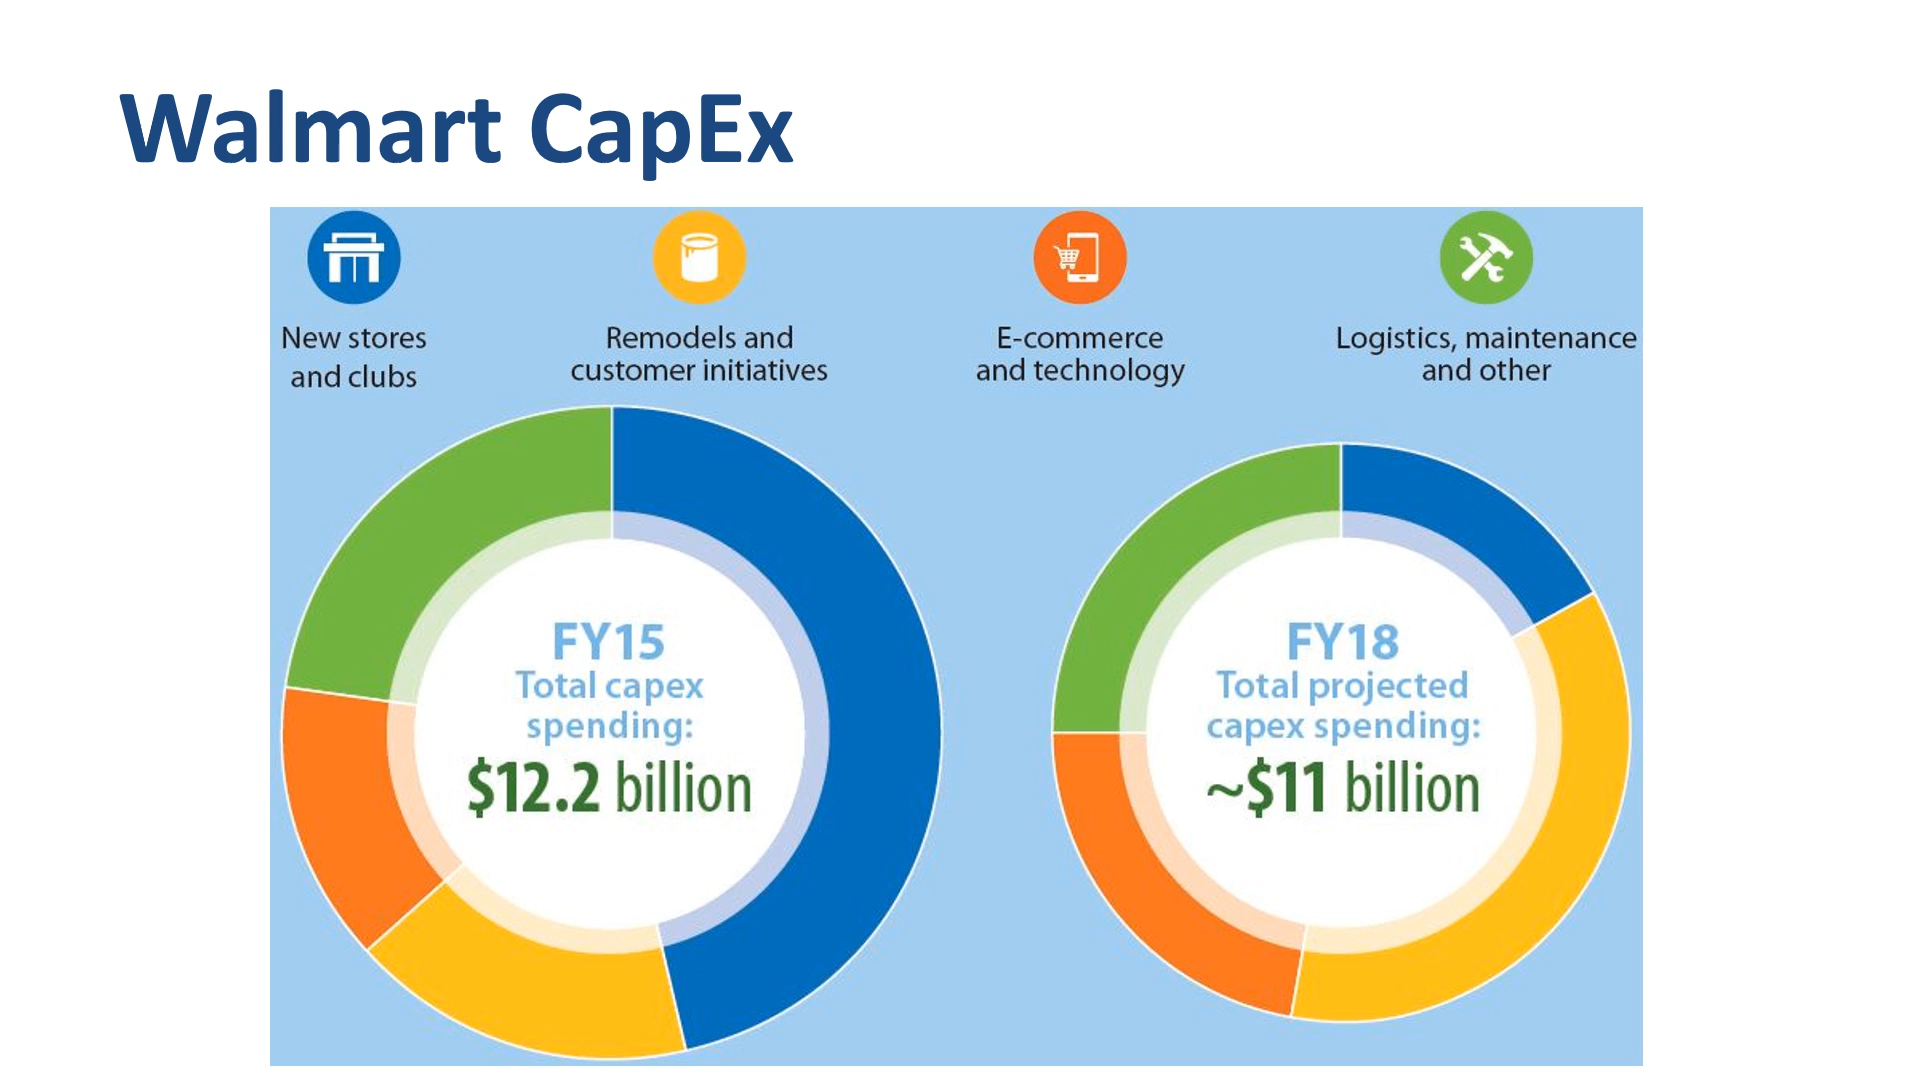 Walmart CapEx
New stores
and clubs
Remodels and
customer initiatives
E-commerce
and technology
Logistics, maintenance
and other
FY15
Total capex
spending:
$12.2 billion
FY18
Total projected
capex spending:
~$11 billion